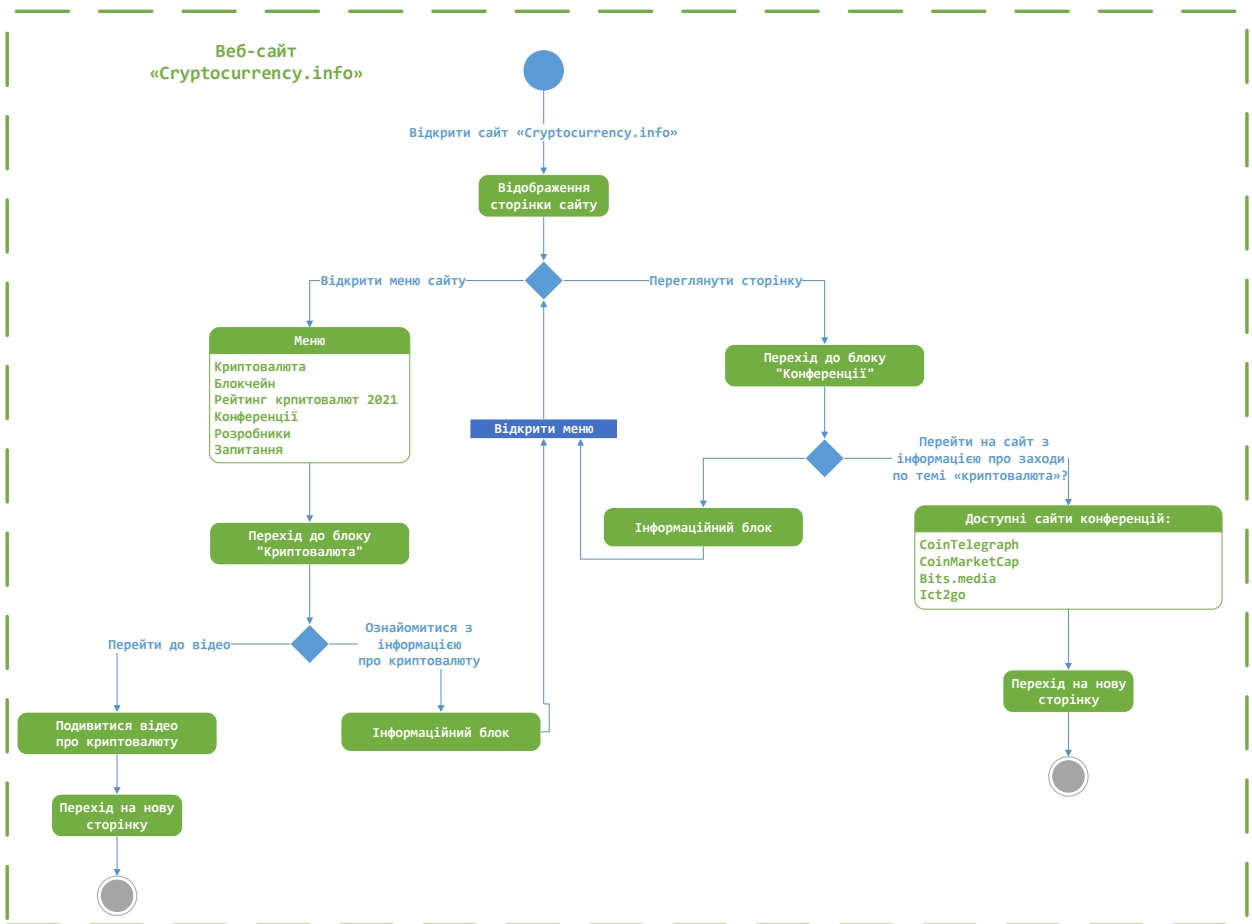 Веб-сайт
«Cryptocurrency.info»
Відкрити сайт «Cryptocurrency.info»
Відображення
сторінки сайту
Відкрити меню сайту
Переглянути сторінку
Меню
Криптовалюта
Блокчейн
Рейтинг крпитовалют 2021
Конференції
Розробники
Запитання
Перехід до блоку
"Конференції"
Відкрити меню
Перейти на сайт з
інформацією про заходи
по темі «криптовалюта»?
Інформаційний блок
Доступні сайти конференцій:
CoinTelegraph
CoinMarketCap
Bits.media
Ict2go
Перехід до блоку
"Криптовалюта"
Перейти до відео
Ознайомитися з
інформацією
про криптовалюту
Перехід на нову
сторінку
Подивитися відео
про криптовалюту
Інформаційний блок
Перехід на нову
сторінку